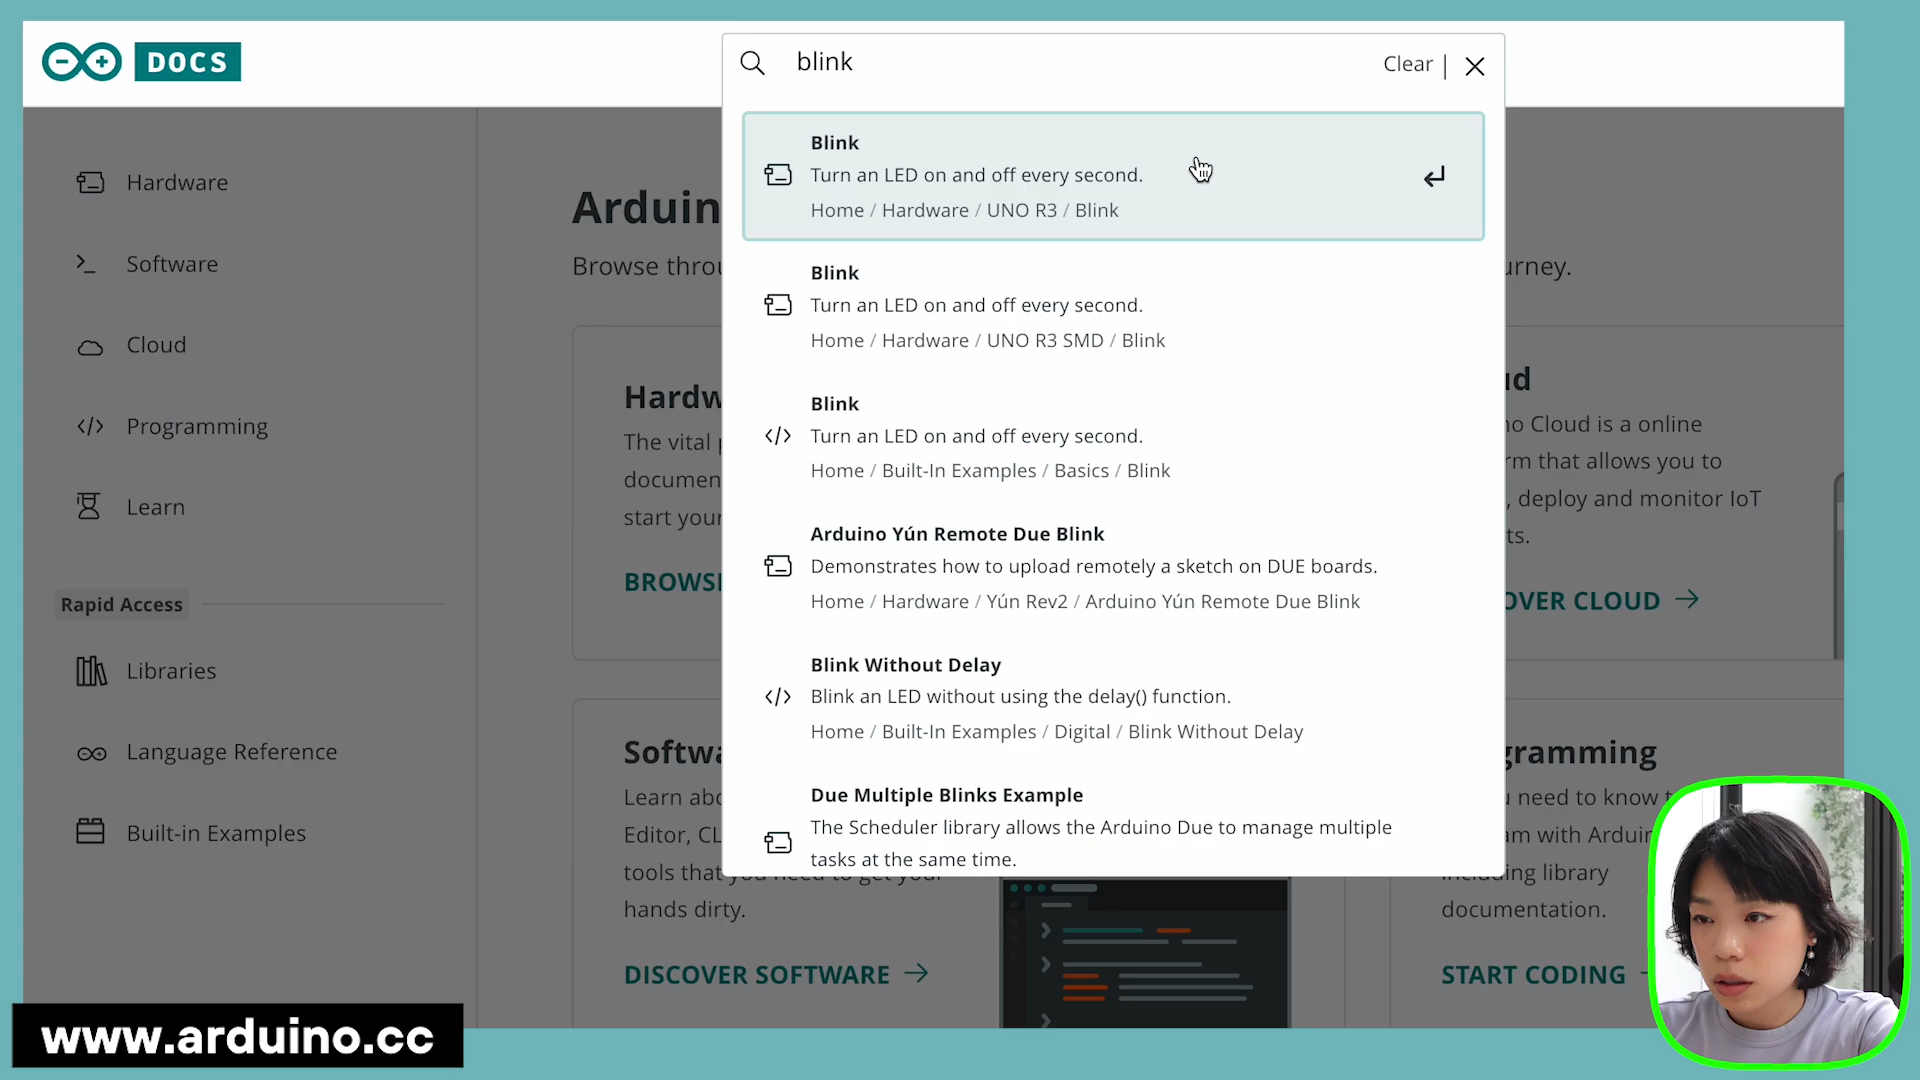 DOCS
blink
Clear
Hardware
Software
Cloud
Programming
Learn
Rapid Access
Libraries
Language Reference
Built-in Examples
Blink
Turn an LED on and off every second.
Home / Hardware / UNO R3 / Blink
Blink
Turn an LED on and off every second.
Home / Hardware / UNO R3 SMD / Blink
Blink
Turn an LED on and off every second.
Home / Built-In Examples / Basics / Blink
Arduino Yún Remote Due Blink
Demonstrates how to upload remotely a sketch on DUE boards.
Home / Hardware / Yún Rev2 / Arduino Yún Remote Due Blink
Blink Without Delay
Blink an LED without using the delay() function.
Home / Built-In Examples / Digital / Blink Without Delay
Due Multiple Blinks Example
The Scheduler library allows the Arduino Due to manage multiple
tasks at the same time.
Arduin
Browse throu
urney.
Hardw
The vital p
documen
start your
BROWSE
ud
no Cloud is a online
rm that allows you to
, deploy and monitor IoT
ts.
OVER CLOUD
Softwa
Learn abo
Editor, CL
tools that you need to get your
hands dirty.
DISCOVER SOFTWARE
gramming
u need to know t
am with Arduin
including library
documentation.
START CODING
www.arduino.cc